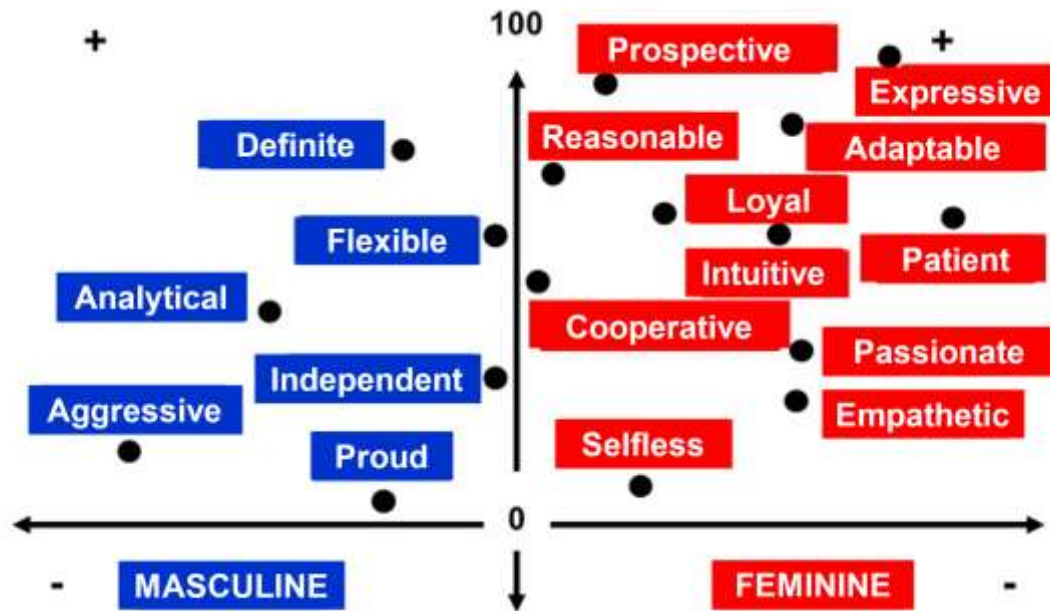 +
100
Prospective
+
Expressive
Definite
Reasonable
Adaptable
Loyal
Flexible
Intuitive
Patient
Analytical
Cooperative
Independent
Passionate
Aggressive
Empathetic
Proud
Selfless
0
-
MASCULINE
FEMININE
-